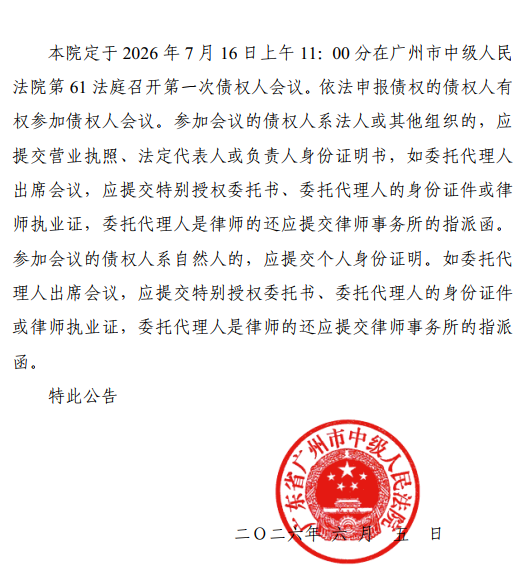 本院定于 2026 年 7 月 16 日上午 11：00 分在广州市中级人民
法院第 61 法庭召开第一次债权人会议。依法申报债权的债权人有
权参加债权人会议。参加会议的债权人系法人或其他组织的，应
提交营业执照、法定代表人或负责人身份证明书，如委托代理人
出席会议，应提交特别授权委托书、委托代理人的身份证件或律
师执业证，委托代理人是律师的还应提交律师事务所的指派函。
参加会议的债权人系自然人的，应提交个人身份证明。如委托代
理人出席会议，应提交特别授权委托书、委托代理人的身份证件
或律师执业证，委托代理人是律师的还应提交律师事务所的指派
函。
特此公告
广东省广州市中级人民法院
二〇二六年 六 月 五 日